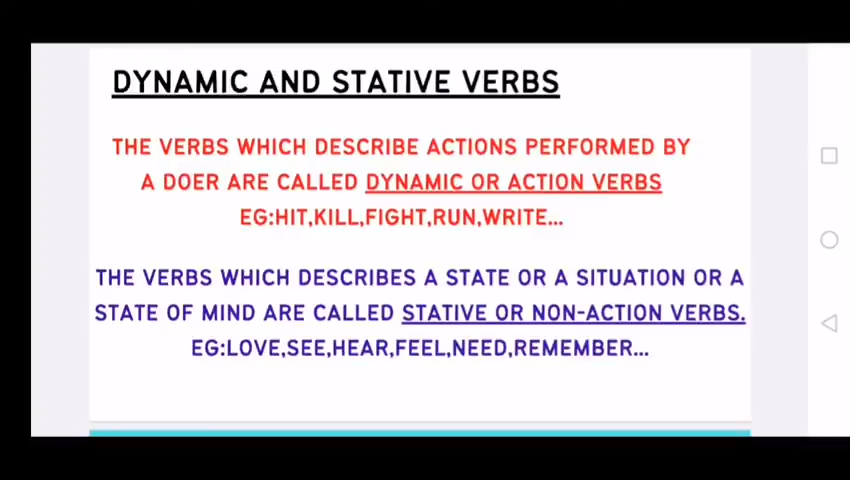 DYNAMIC AND STATIVE VERBS
THE VERBS WHICH DESCRIBE ACTIONS PERFORMED BY
A DOER ARE CALLED DYNAMIC OR ACTION VERBS
EG:HIT,KILL,FIGHT,RUN,WRITE...
THE VERBS WHICH DESCRIBES A STATE OR A SITUATION OR A
STATE OF MIND ARE CALLED STATIVE OR NON-ACTION VERBS.
EG:LOVE,SEE,HEAR,FEEL,NEED,REMEMBER...